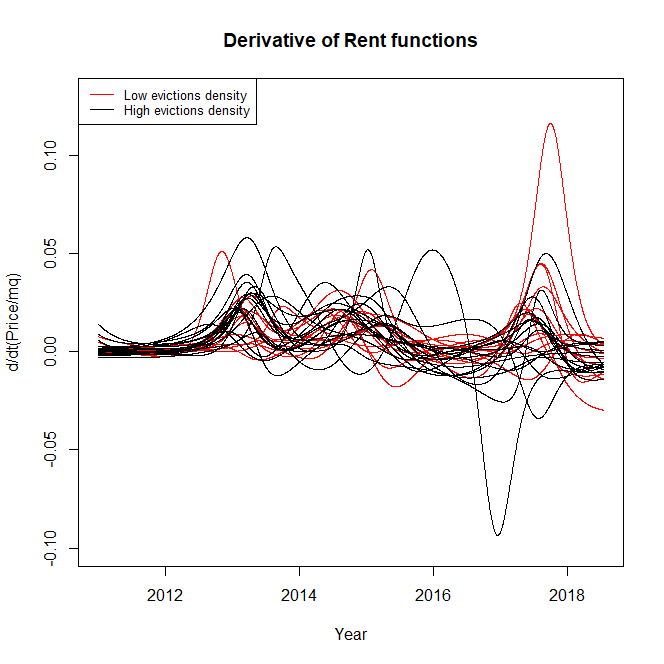 Derivative of Rent functions
Low evictions density
High evictions density
d/dt(Price/mq)
0.10
0.05
0.00
-0.05
-0.10
2012 2014 2016 2018
Year